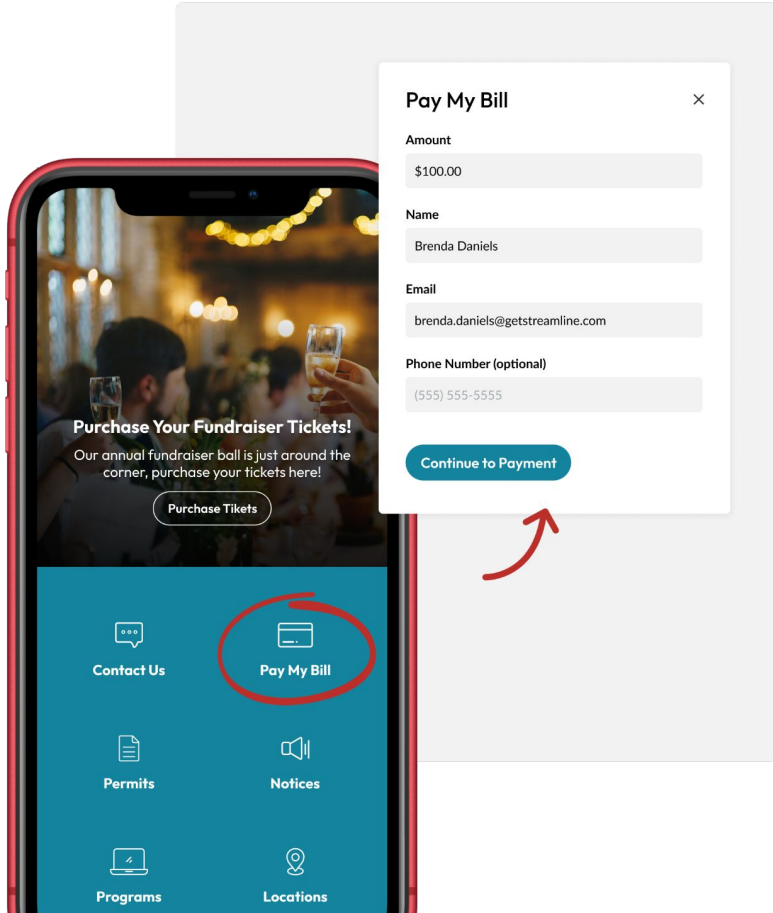 Pay My Bill
Amount
$100.00
Name
Brenda Daniels
Email
brenda.daniels@getstreamline.com
Phone Number (optional)
(555) 555-5555
Continue to Payment
Purchase Your Fundraiser Tickets!
Our annual fundraiser ball is just around the
corner, purchase your tickets here!
Purchase Tikets
Contact Us
Pay My Bill
Permits
Notices
Programs
Locations